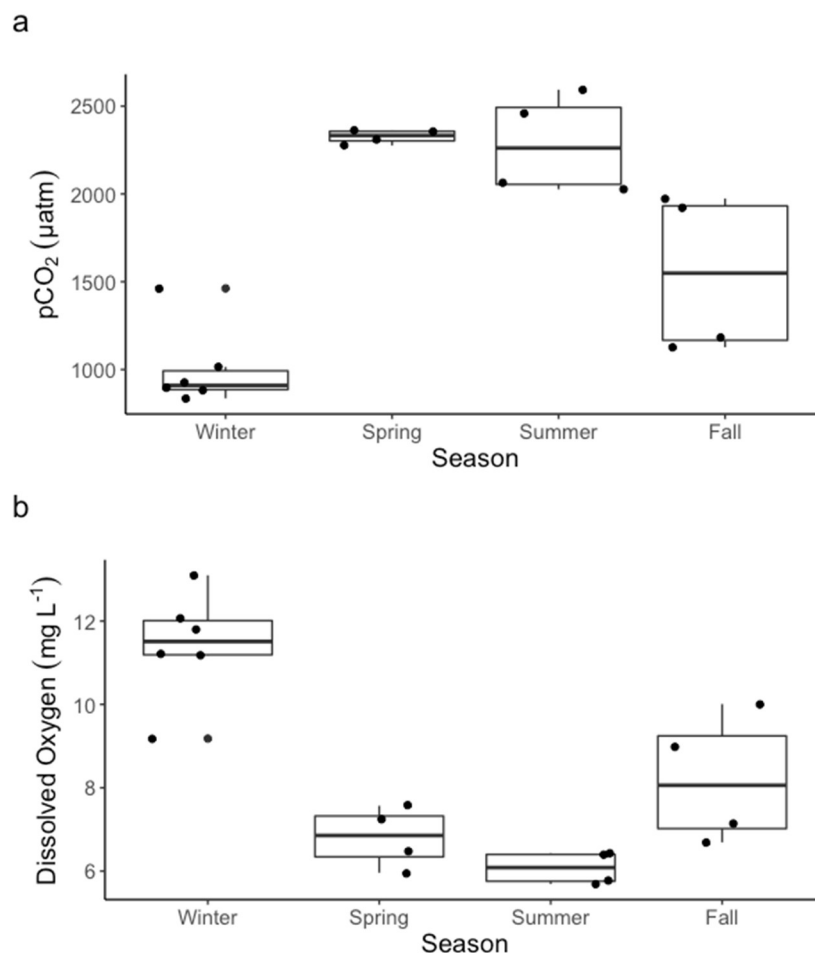 a
2500
2000
1500
1000
pCO₂ (µatm)
Winter Spring Summer Fall
Season
b
12
10
8
6
Dissolved Oxygen (mg L⁻¹)
Winter Spring Summer Fall
Season